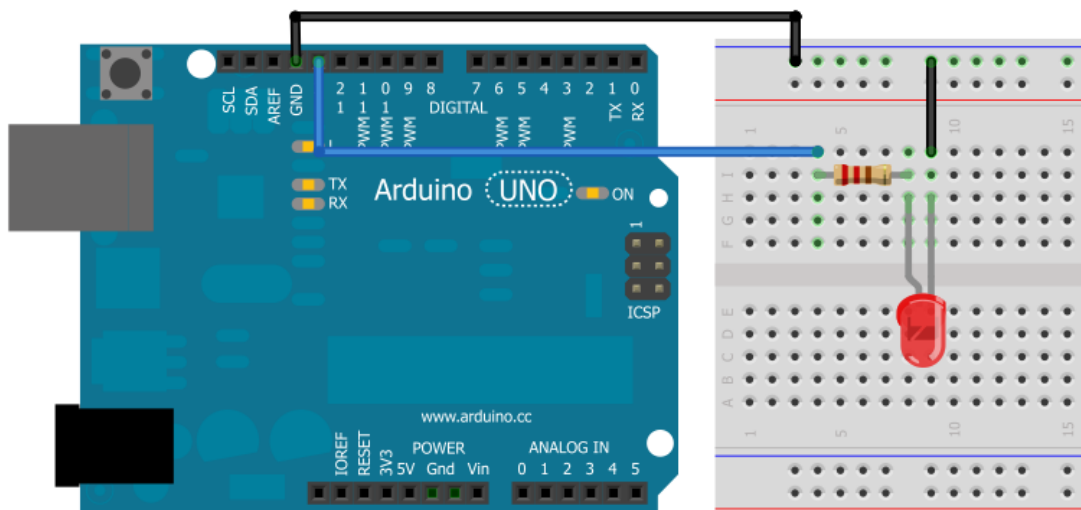 SCL
SDA
AREF
GND
12
11
10
9
8
7
6
5
4
3
2
1
0
DIGITAL
PWM
PWM
PWM
PWM
PWM
PWM
TX
RX
TX
RX
Arduino UNO
ON
1
ICSP
www.arduino.cc
POWER
ANALOG IN
IOREF
RESET
3V3
5V Gnd Vin
0 1 2 3 4 5
1 5 10 15
I
H
G
F
E
D
C
B
A
1 5 10 15